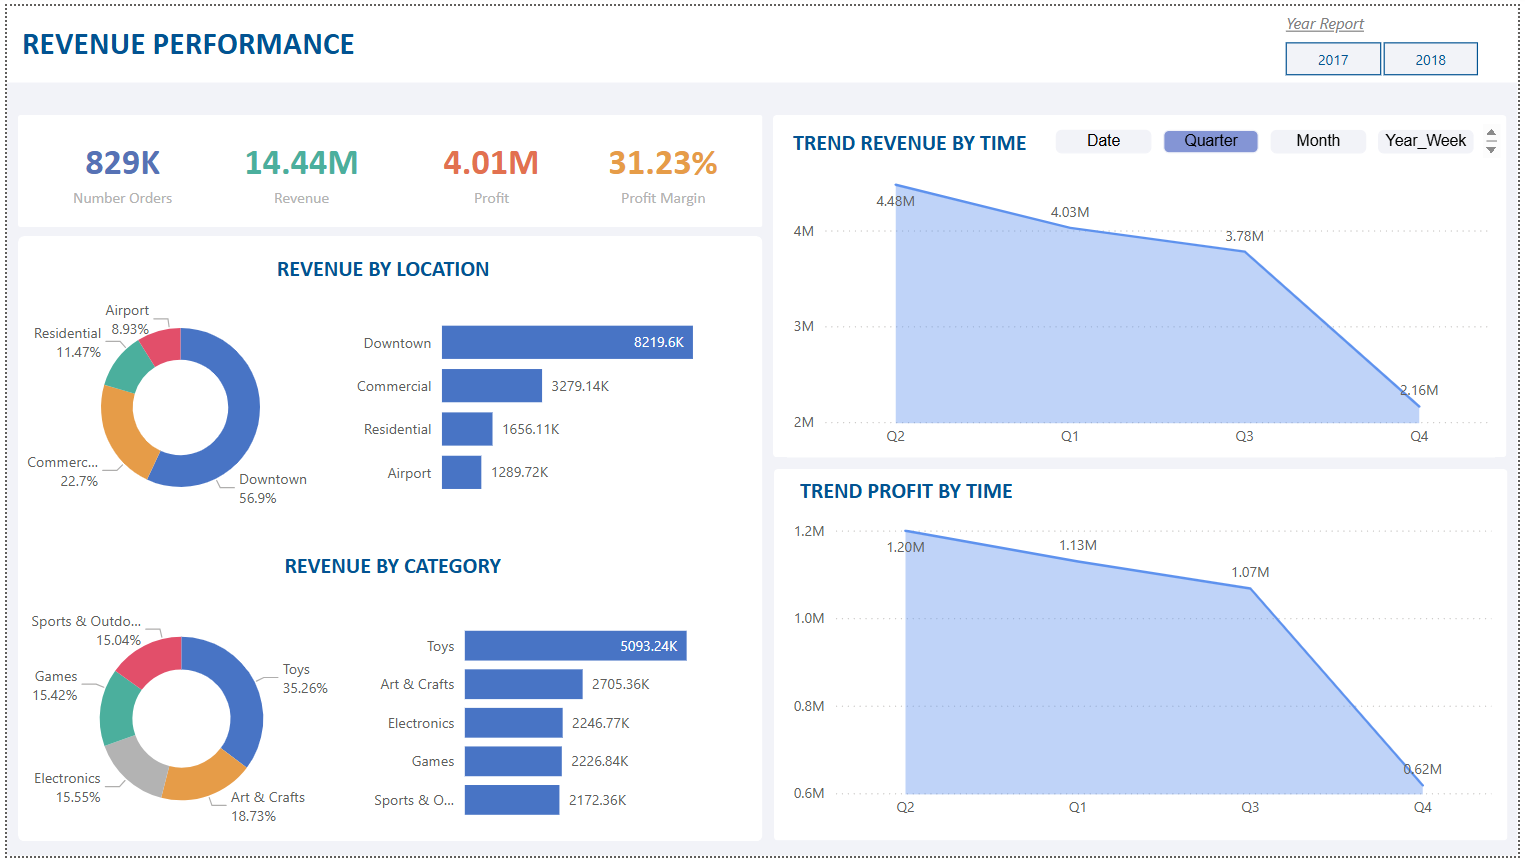 REVENUE PERFORMANCE
Year Report
2017
2018
829K
Number Orders
14.44M
Revenue
4.01M
Profit
31.23%
Profit Margin
REVENUE BY LOCATION
Airport
8.93%
Residential
11.47%
Commerc...
22.7%
Downtown
56.9%
Downtown
8219.6K
Commercial
3279.14K
Residential
1656.11K
Airport
1289.72K
REVENUE BY CATEGORY
Sports & Outdo...
15.04%
Games
15.42%
Electronics
15.55%
Toys
35.26%
Art & Crafts
18.73%
Toys
5093.24K
Art & Crafts
2705.36K
Electronics
2246.77K
Games
2226.84K
Sports & O...
2172.36K
TREND REVENUE BY TIME
Date
Quarter
Month
Year_Week
4.48M
4.03M
3.78M
2.16M
4M
3M
2M
Q2
Q1
Q3
Q4
TREND PROFIT BY TIME
1.20M
1.13M
1.07M
0.62M
1.2M
1.0M
0.8M
0.6M
Q2
Q1
Q3
Q4